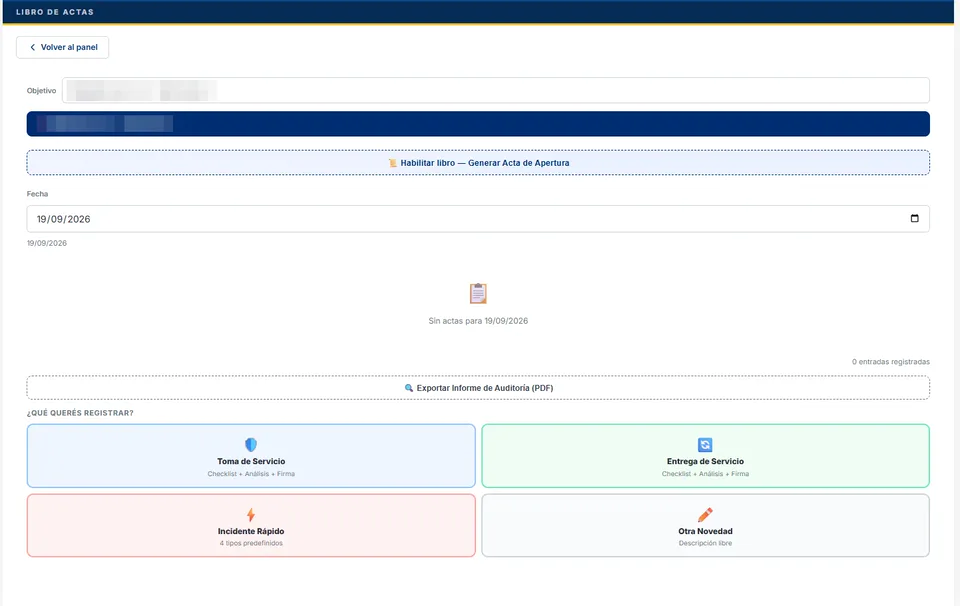 LIBRO DE ACTAS
Volver al panel
Objetivo
📜 Habilitar libro — Generar Acta de Apertura
Fecha
19/09/2026
19/09/2026
Sin actas para 19/09/2026
0 entradas registradas
🔍 Exportar Informe de Auditoría (PDF)
¿QUÉ QUERÉS REGISTRAR?
Toma de Servicio
Checklist + Análisis + Firma
Entrega de Servicio
Checklist + Análisis + Firma
Incidente Rápido
4 tipos predefinidos
Otra Novedad
Descripción libre